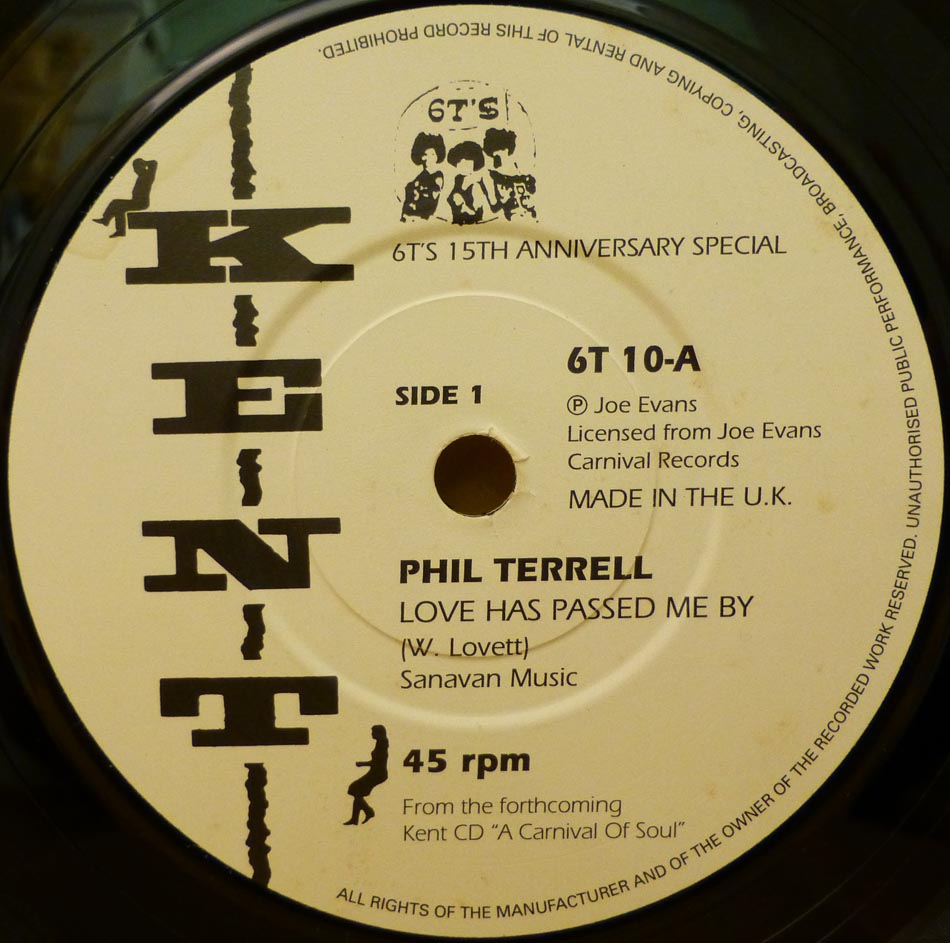 6T'S
6T'S 15TH ANNIVERSARY SPECIAL
KENT
SIDE 1
6T 10-A
Ⓟ Joe Evans
Licensed from Joe Evans
Carnival Records
MADE IN THE U.K.
PHIL TERRELL
LOVE HAS PASSED ME BY
(W. Lovett)
Sanavan Music
45 rpm
From the forthcoming
Kent CD "A Carnival Of Soul"
ALL RIGHTS OF THE MANUFACTURER AND OF THE OWNER OF THE RECORDED WORK RESERVED. UNAUTHORISED PUBLIC PERFORMANCE, BROADCASTING, COPYING AND RENTAL OF THIS RECORD PROHIBITED.